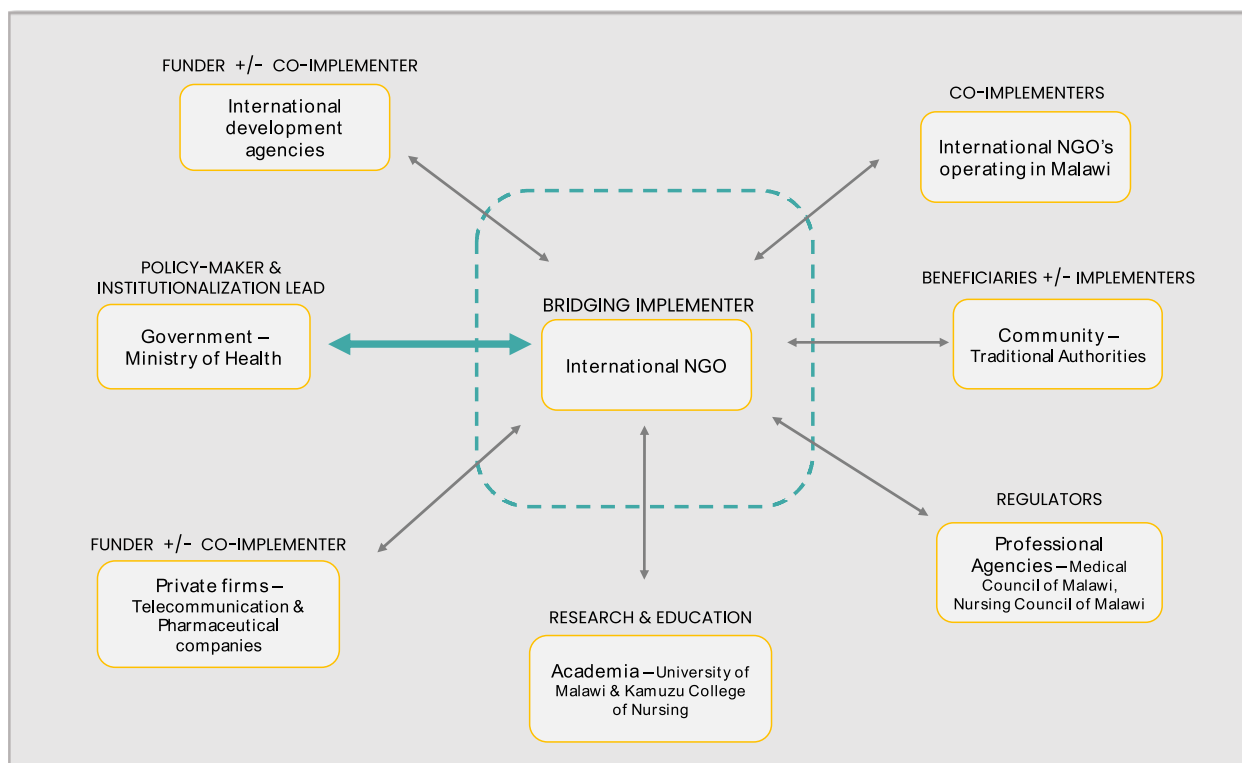 FUNDER +/- CO-IMPLEMENTER
International
development
agencies
CO-IMPLEMENTERS
International NGO’s
operating in Malawi
POLICY-MAKER &
INSTITUTIONALIZATION LEAD
Government –
Ministry of Health
BRIDGING IMPLEMENTER
International NGO
BENEFICIARIES +/- IMPLEMENTERS
Community –
Traditional Authorities
FUNDER +/- CO-IMPLEMENTER
Private firms –
Telecommunication &
Pharmaceutical
companies
RESEARCH & EDUCATION
Academia – University of
Malawi & Kamuzu College
of Nursing
REGULATORS
Professional
Agencies – Medical
Council of Malawi,
Nursing Council of Malawi